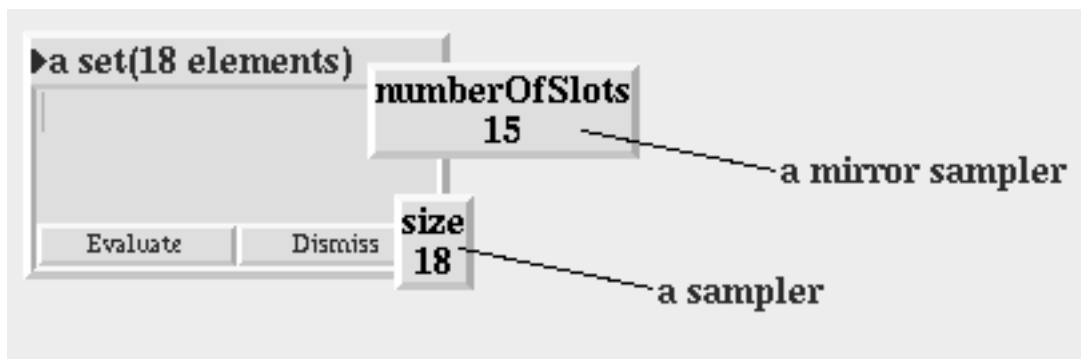 a set(18 elements)
numberOfSlots
15
a mirror sampler
Evaluate
Dismiss
size
18
a sampler